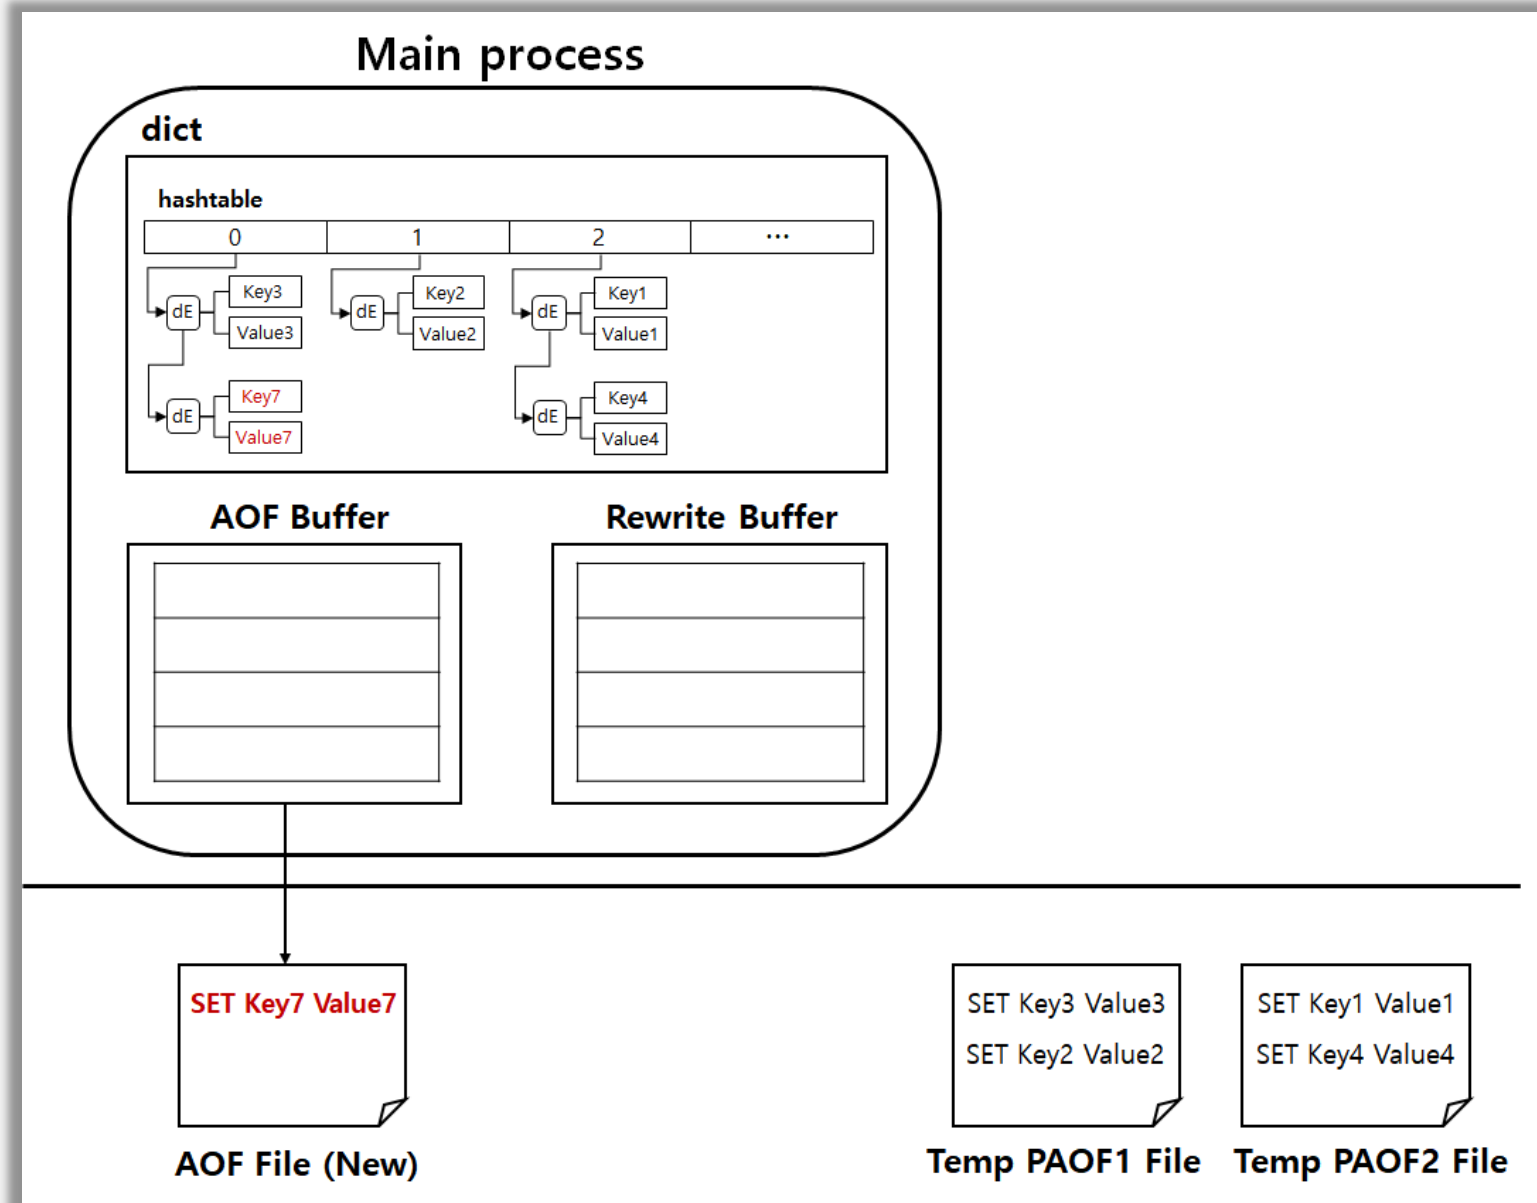 Main process
dict
hashtable
0 1 2 ...
Key3 Key2 Key1
dE dE dE
Value3 Value2 Value1
Key7 Key4
dE dE
Value7 Value4
AOF Buffer Rewrite Buffer
SET Key7 Value7 SET Key3 Value3 SET Key1 Value1
SET Key2 Value2 SET Key4 Value4
AOF File (New) Temp PAOF1 File Temp PAOF2 File